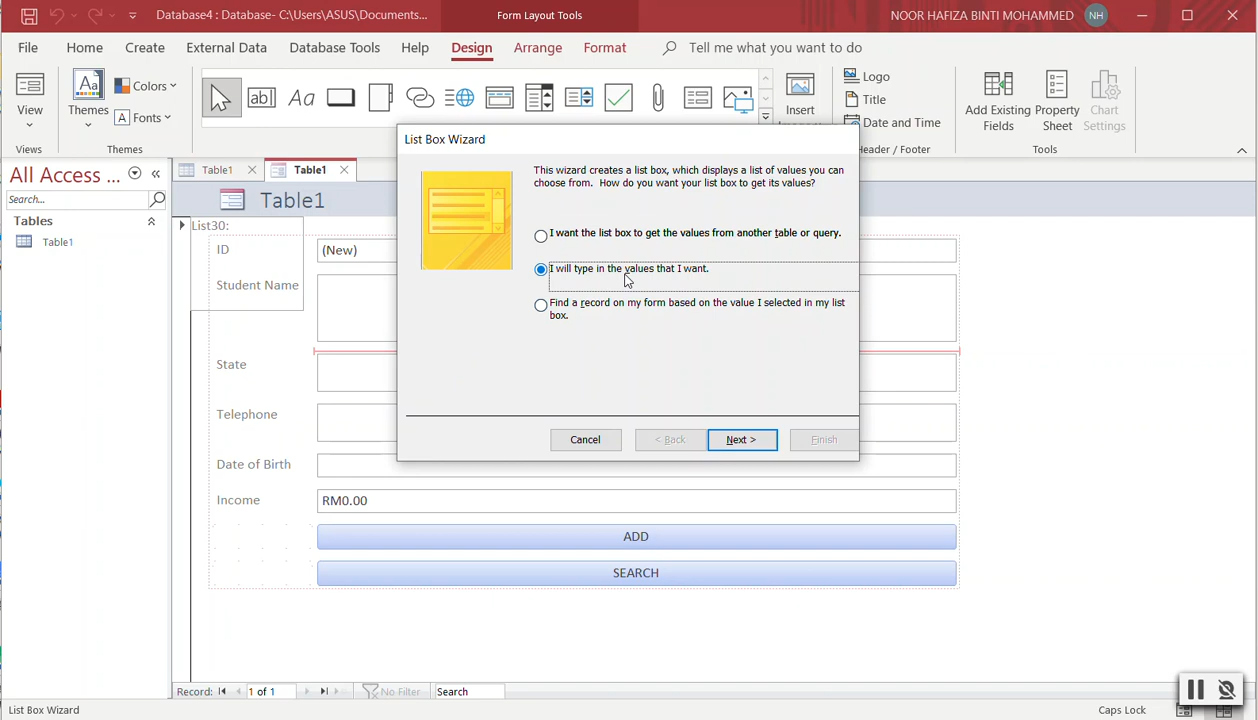 Database4 : Database- C:\Users\ASUS\Documents...
Form Layout Tools
NOOR HAFIZA BINTI MOHAMMED
NH
File
Home
Create
External Data
Database Tools
Help
Design
Arrange
Format
Tell me what you want to do
View
Themes
Colors
Fonts
ab
Aa
Insert
Logo
Title
Date and Time
Add Existing Fields
Property Sheet
Chart Settings
Views
Themes
Header / Footer
Tools
All Access ...
Search...
Tables
Table1
Table1
Table1
Table1
List30:
ID
(New)
Student Name
State
Telephone
Date of Birth
Income
RM0.00
ADD
SEARCH
List Box Wizard
This wizard creates a list box, which displays a list of values you can
choose from. How do you want your list box to get its values?
I want the list box to get the values from another table or query.
I will type in the values that I want.
Find a record on my form based on the value I selected in my list
box.
Cancel
< Back
Next >
Finish
Record:
1 of 1
No Filter
Search
List Box Wizard
Caps Lock